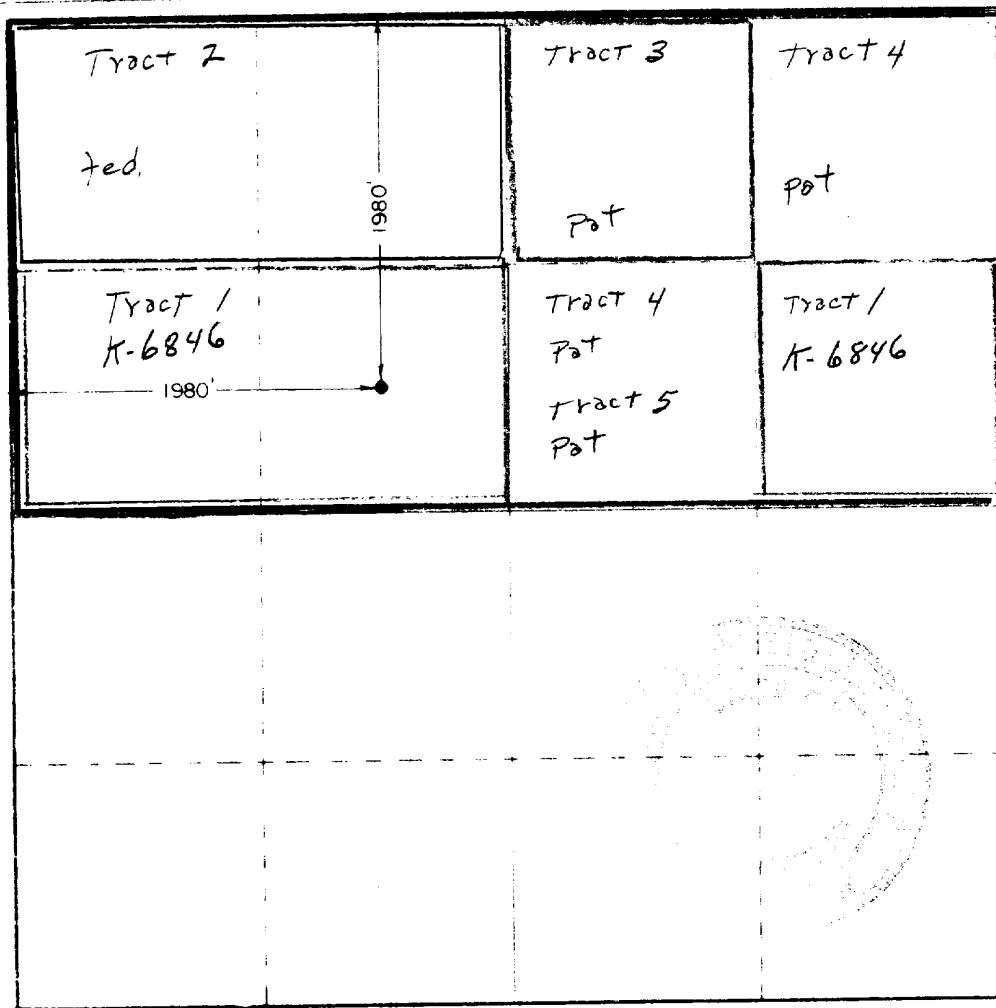 Tract 2
fed.
1980'
Tract 3
Pat
Tract 4
Pat
Tract 1
K-6846
1980'
Tract 4
Pat
Tract 5
Pat
Tract 1
K-6846